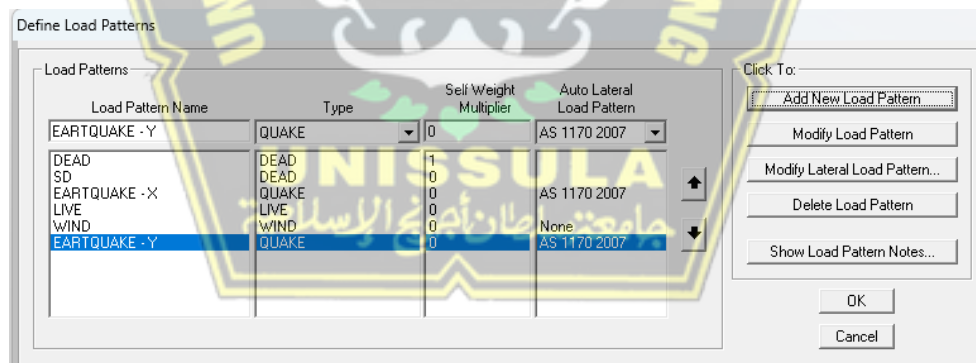 Define Load Patterns
Load Patterns
Click To:
Load Pattern Name Type Self Weight Multiplier Auto Lateral Load Pattern
EARTQUAKE - Y QUAKE 0 AS 1170 2007
DEAD DEAD 1
SD DEAD 0
EARTQUAKE - X QUAKE 0 AS 1170 2007
LIVE LIVE 0
WIND WIND 0 None
EARTQUAKE - Y QUAKE 0 AS 1170 2007
Add New Load Pattern
Modify Load Pattern
Modify Lateral Load Pattern...
Delete Load Pattern
Show Load Pattern Notes...
OK
Cancel
UNISSULA